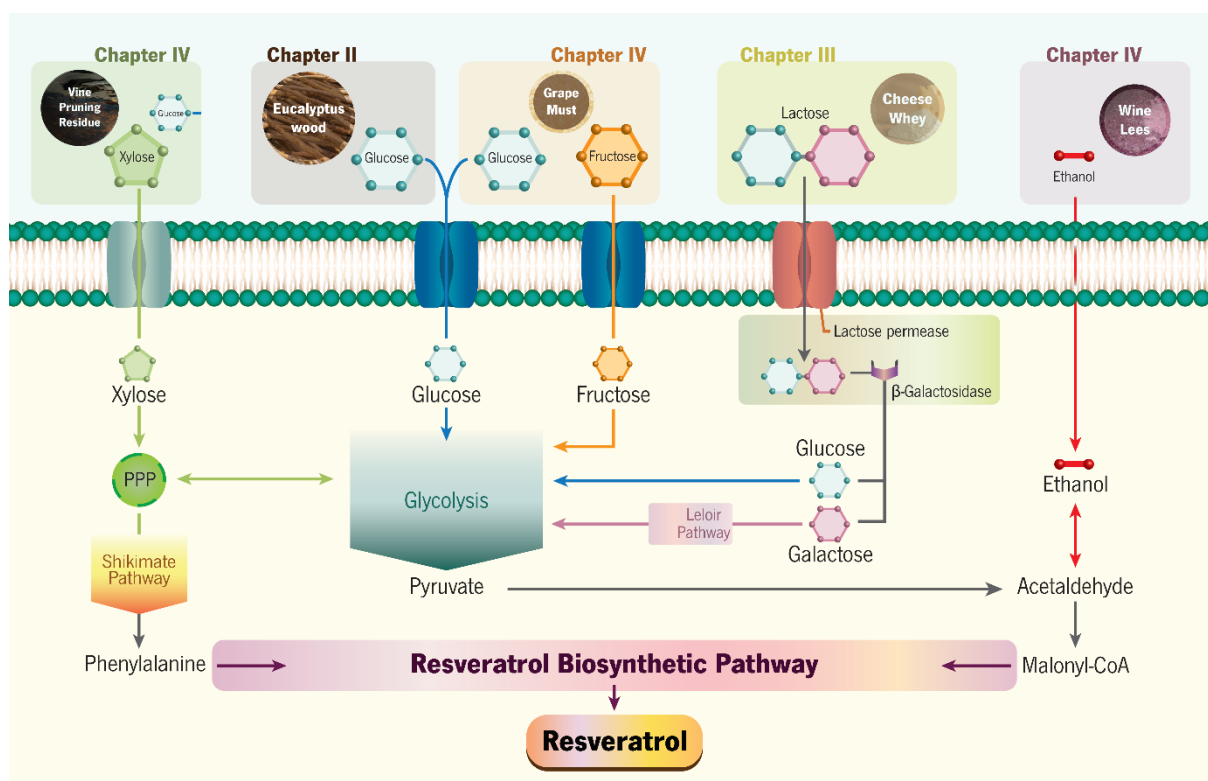 Chapter IV
Chapter II
Chapter IV
Chapter III
Chapter IV
Vine
Pruning
Residue
Glucose
Xylose
Eucalyptus
wood
Glucose
Grape
Must
Glucose
Fructose
Lactose
Cheese
Whey
Wine
Lees
Ethanol
Lactose permease
β-Galactosidase
Xylose
Glucose
Fructose
Glucose
Galactose
Ethanol
PPP
Glycolysis
Leloir
Pathway
Shikimate
Pathway
Pyruvate
Acetaldehyde
Phenylalanine
Resveratrol Biosynthetic Pathway
Malonyl-CoA
Resveratrol